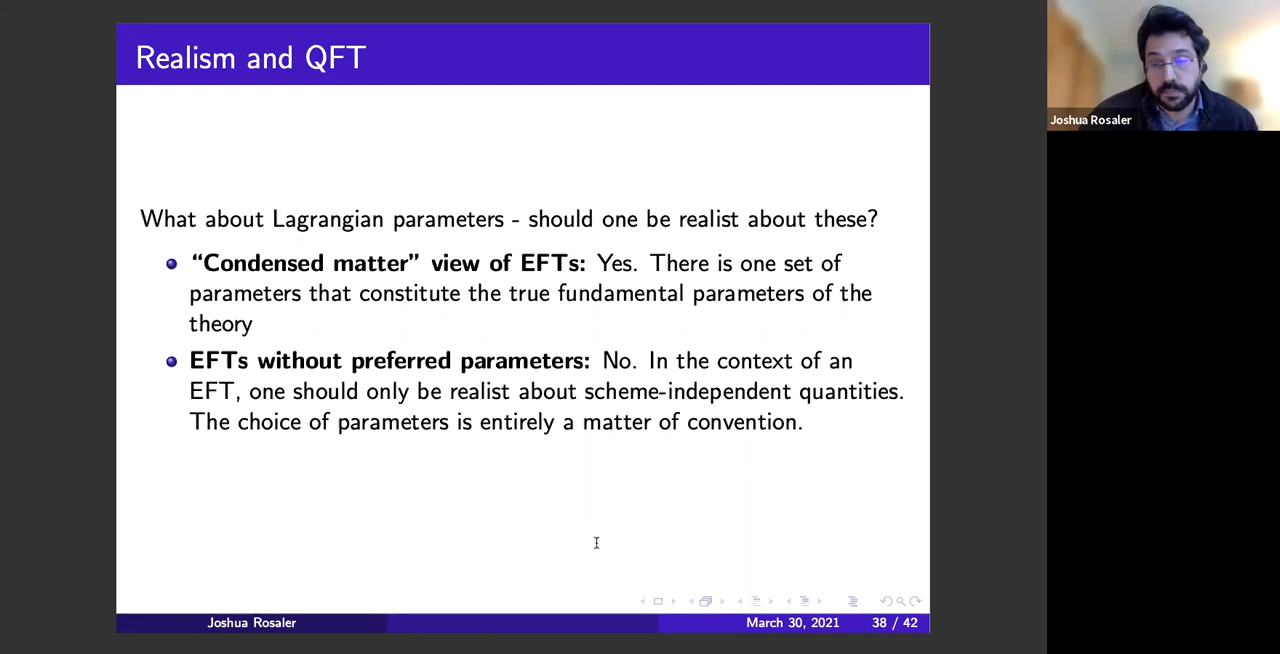 Realism and QFT
Joshua Rosaler
What about Lagrangian parameters - should one be realist about these?
“Condensed matter” view of EFTs: Yes. There is one set of
parameters that constitute the true fundamental parameters of the
theory
EFTs without preferred parameters: No. In the context of an
EFT, one should only be realist about scheme-independent quantities.
The choice of parameters is entirely a matter of convention.
Joshua Rosaler
March 30, 2021
38 / 42